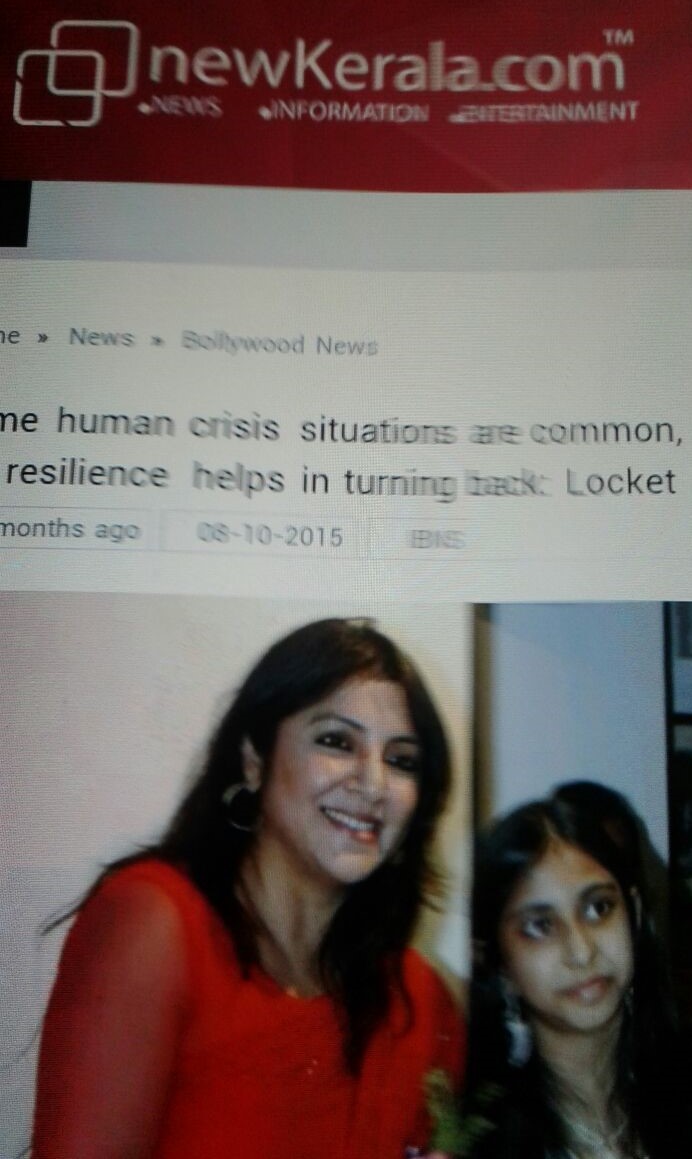 newKerala.com™
•NEWS •INFORMATION •ENTERTAINMENT
ne » News » Bollywood News
me human crisis situations are common,
resilience helps in turning back: Locket
months ago 08-10-2015 IBNS